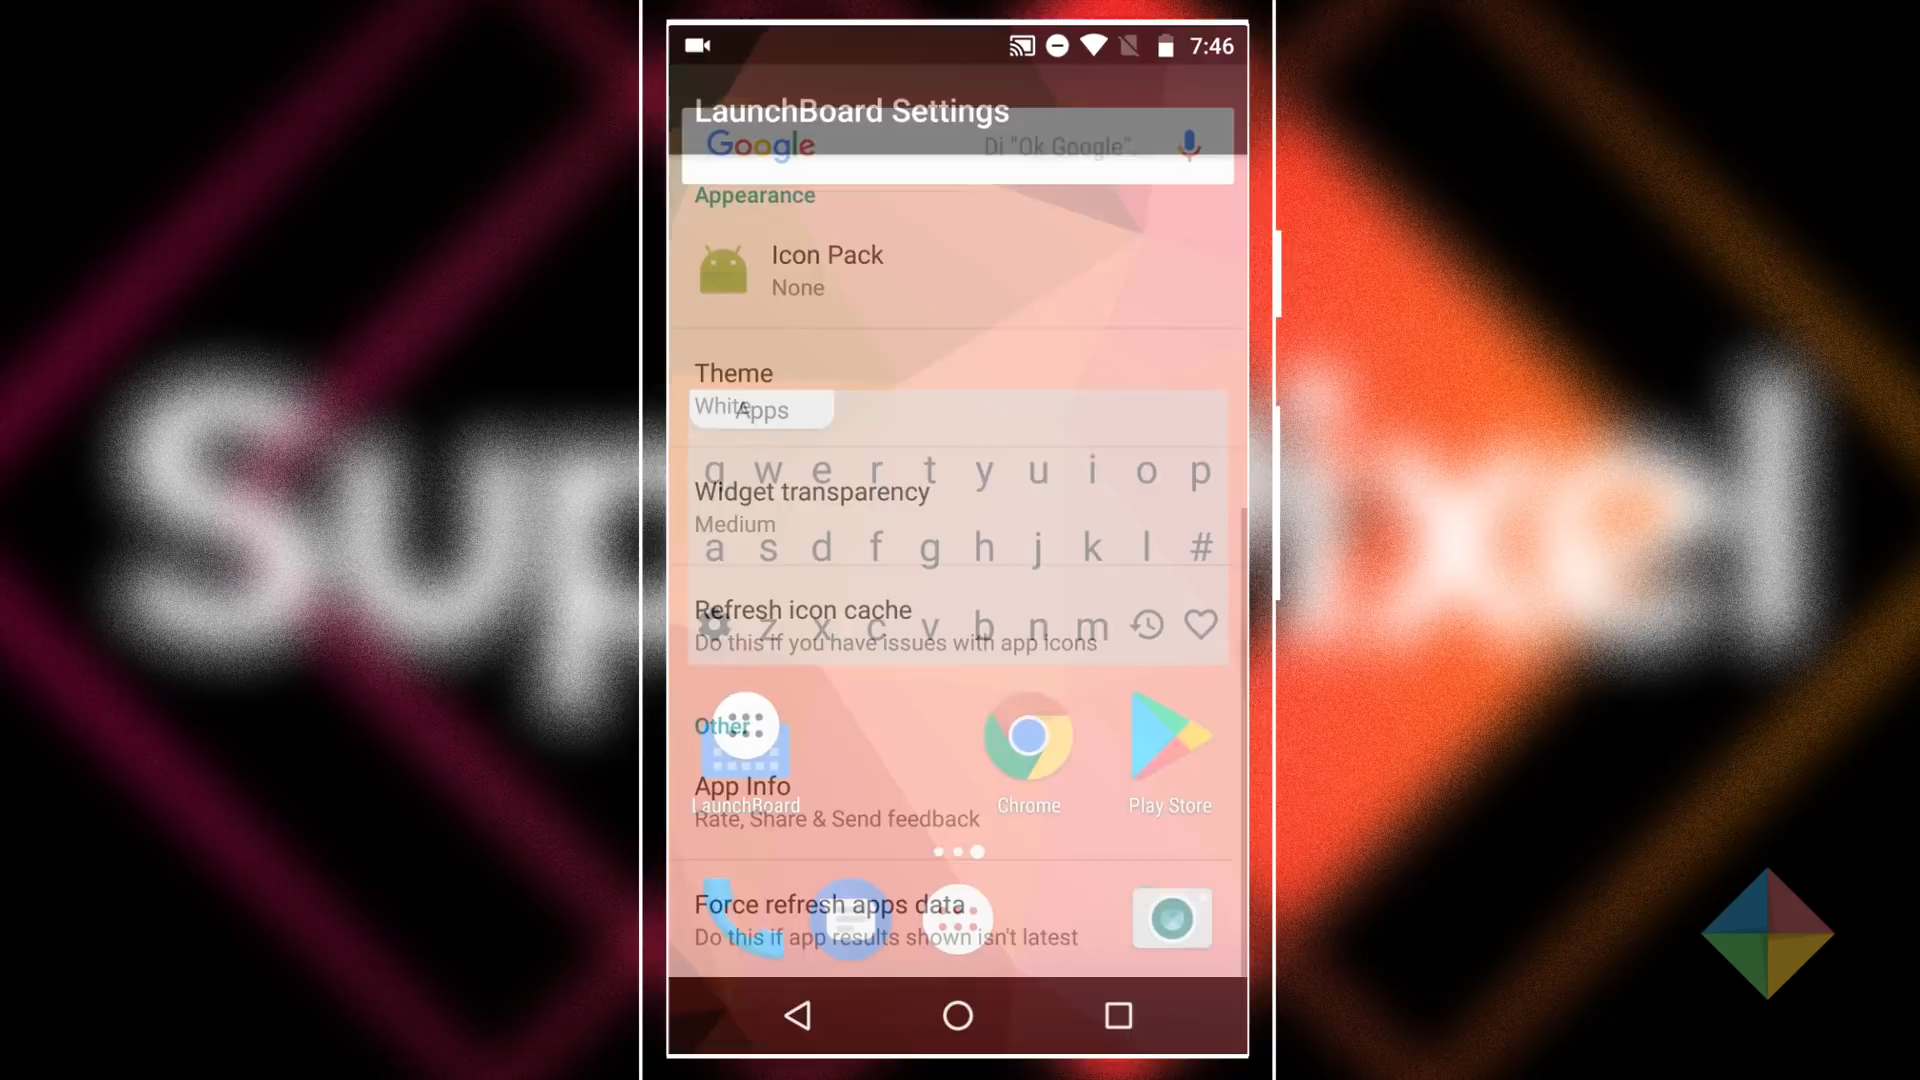 7:46
LaunchBoard Settings
Google Di "Ok Google".
Appearance
Icon Pack
None
Theme
White
Apps
q w e r t y u i o p
Widget transparency
Medium
a s d f g h j k l #
Refresh icon cache
z x c v b n m
Do this if you have issues with app icons
Other
App Info
LaunchBoard Chrome Play Store
Rate, Share & Send feedback
Force refresh apps data
Do this if app results shown isn't latest